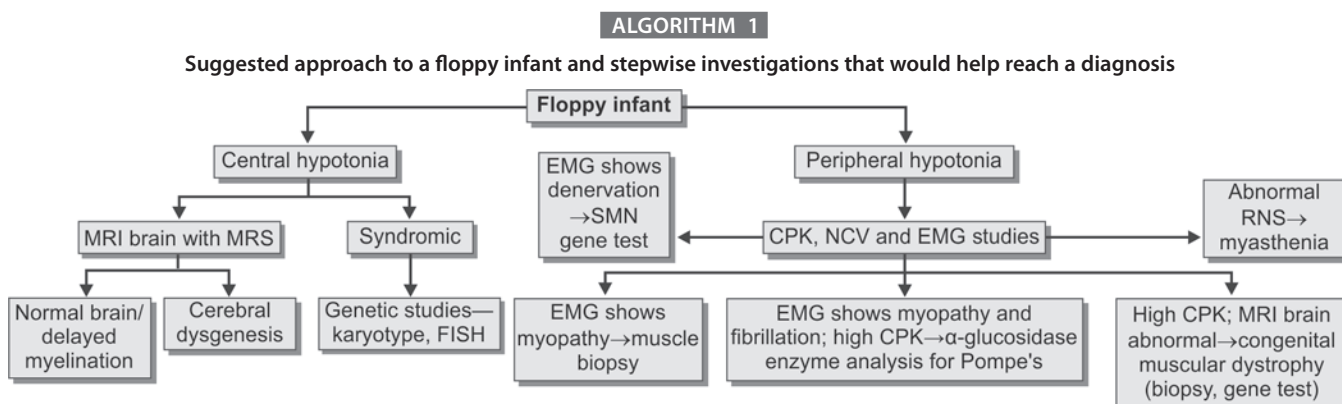 ALGORITHM 1
Suggested approach to a floppy infant and stepwise investigations that would help reach a diagnosis
Floppy infant
Central hypotonia
Peripheral hypotonia
MRI brain with MRS
Syndromic
Normal brain/
delayed
myelination
Cerebral
dysgenesis
Genetic studies—
karyotype, FISH
EMG shows
denervation
→SMN
gene test
CPK, NCV and EMG studies
Abnormal
RNS→
myasthenia
EMG shows
myopathy→muscle
biopsy
EMG shows myopathy and
fibrillation; high CPK→α-glucosidase
enzyme analysis for Pompe's
High CPK; MRI brain
abnormal→congenital
muscular dystrophy
(biopsy, gene test)